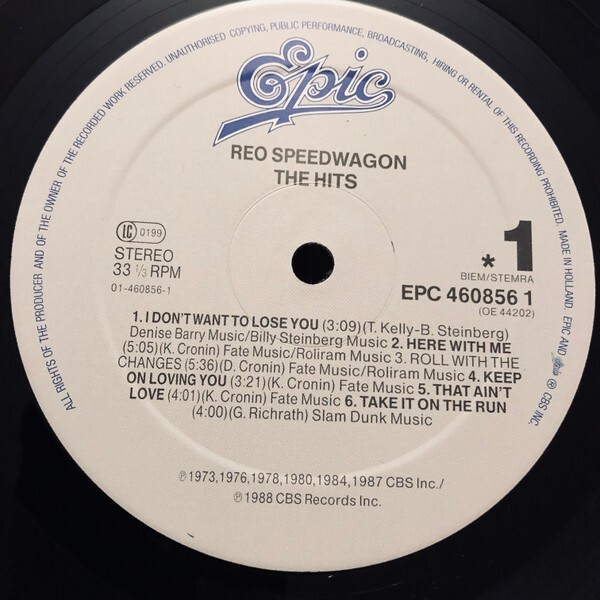 ALL RIGHTS OF THE PRODUCER AND OF THE OWNER OF THE RECORDED WORK RESERVED. UNAUTHORISED COPYING, PUBLIC PERFORMANCE, BROADCASTING, HIRING OR RENTAL OF THIS RECORDING PROHIBITED. MADE IN HOLLAND. EPIC AND Epic ® CBS INC.
Epic
REO SPEEDWAGON
THE HITS
LC 0199
STEREO
33 ⅓ RPM
01-460856-1
* 1
BIEM/STEMRA
EPC 460856 1
(OE 44202)
1. I DON'T WANT TO LOSE YOU (3:09)(T. Kelly-B. Steinberg)
Denise Barry Music/Billy Steinberg Music 2. HERE WITH ME
(5:05)(K. Cronin) Fate Music/Roliram Music 3. ROLL WITH THE
CHANGES (5:36)(D. Cronin) Fate Music/Roliram Music 4. KEEP
ON LOVING YOU (3:21)(K. Cronin) Fate Music 5. THAT AIN'T
LOVE (4:01)(K. Cronin) Fate Music 6. TAKE IT ON THE RUN
(4:00)(G. Richrath) Slam Dunk Music
℗1973,1976,1978,1980,1984,1987 CBS Inc./
℗1988 CBS Records Inc.